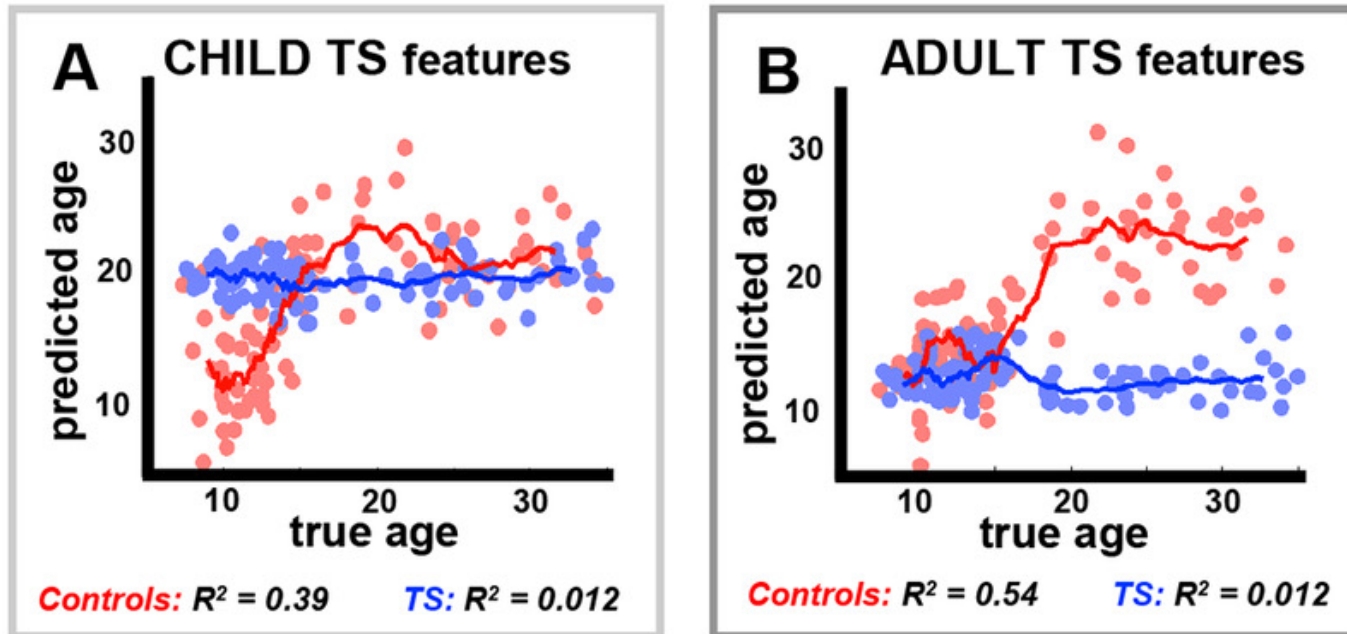 A CHILD TS features
30
20
10
predicted age
10 20 30
true age
Controls: R² = 0.39 TS: R² = 0.012
B ADULT TS features
30
20
10
predicted age
10 20 30
true age
Controls: R² = 0.54 TS: R² = 0.012